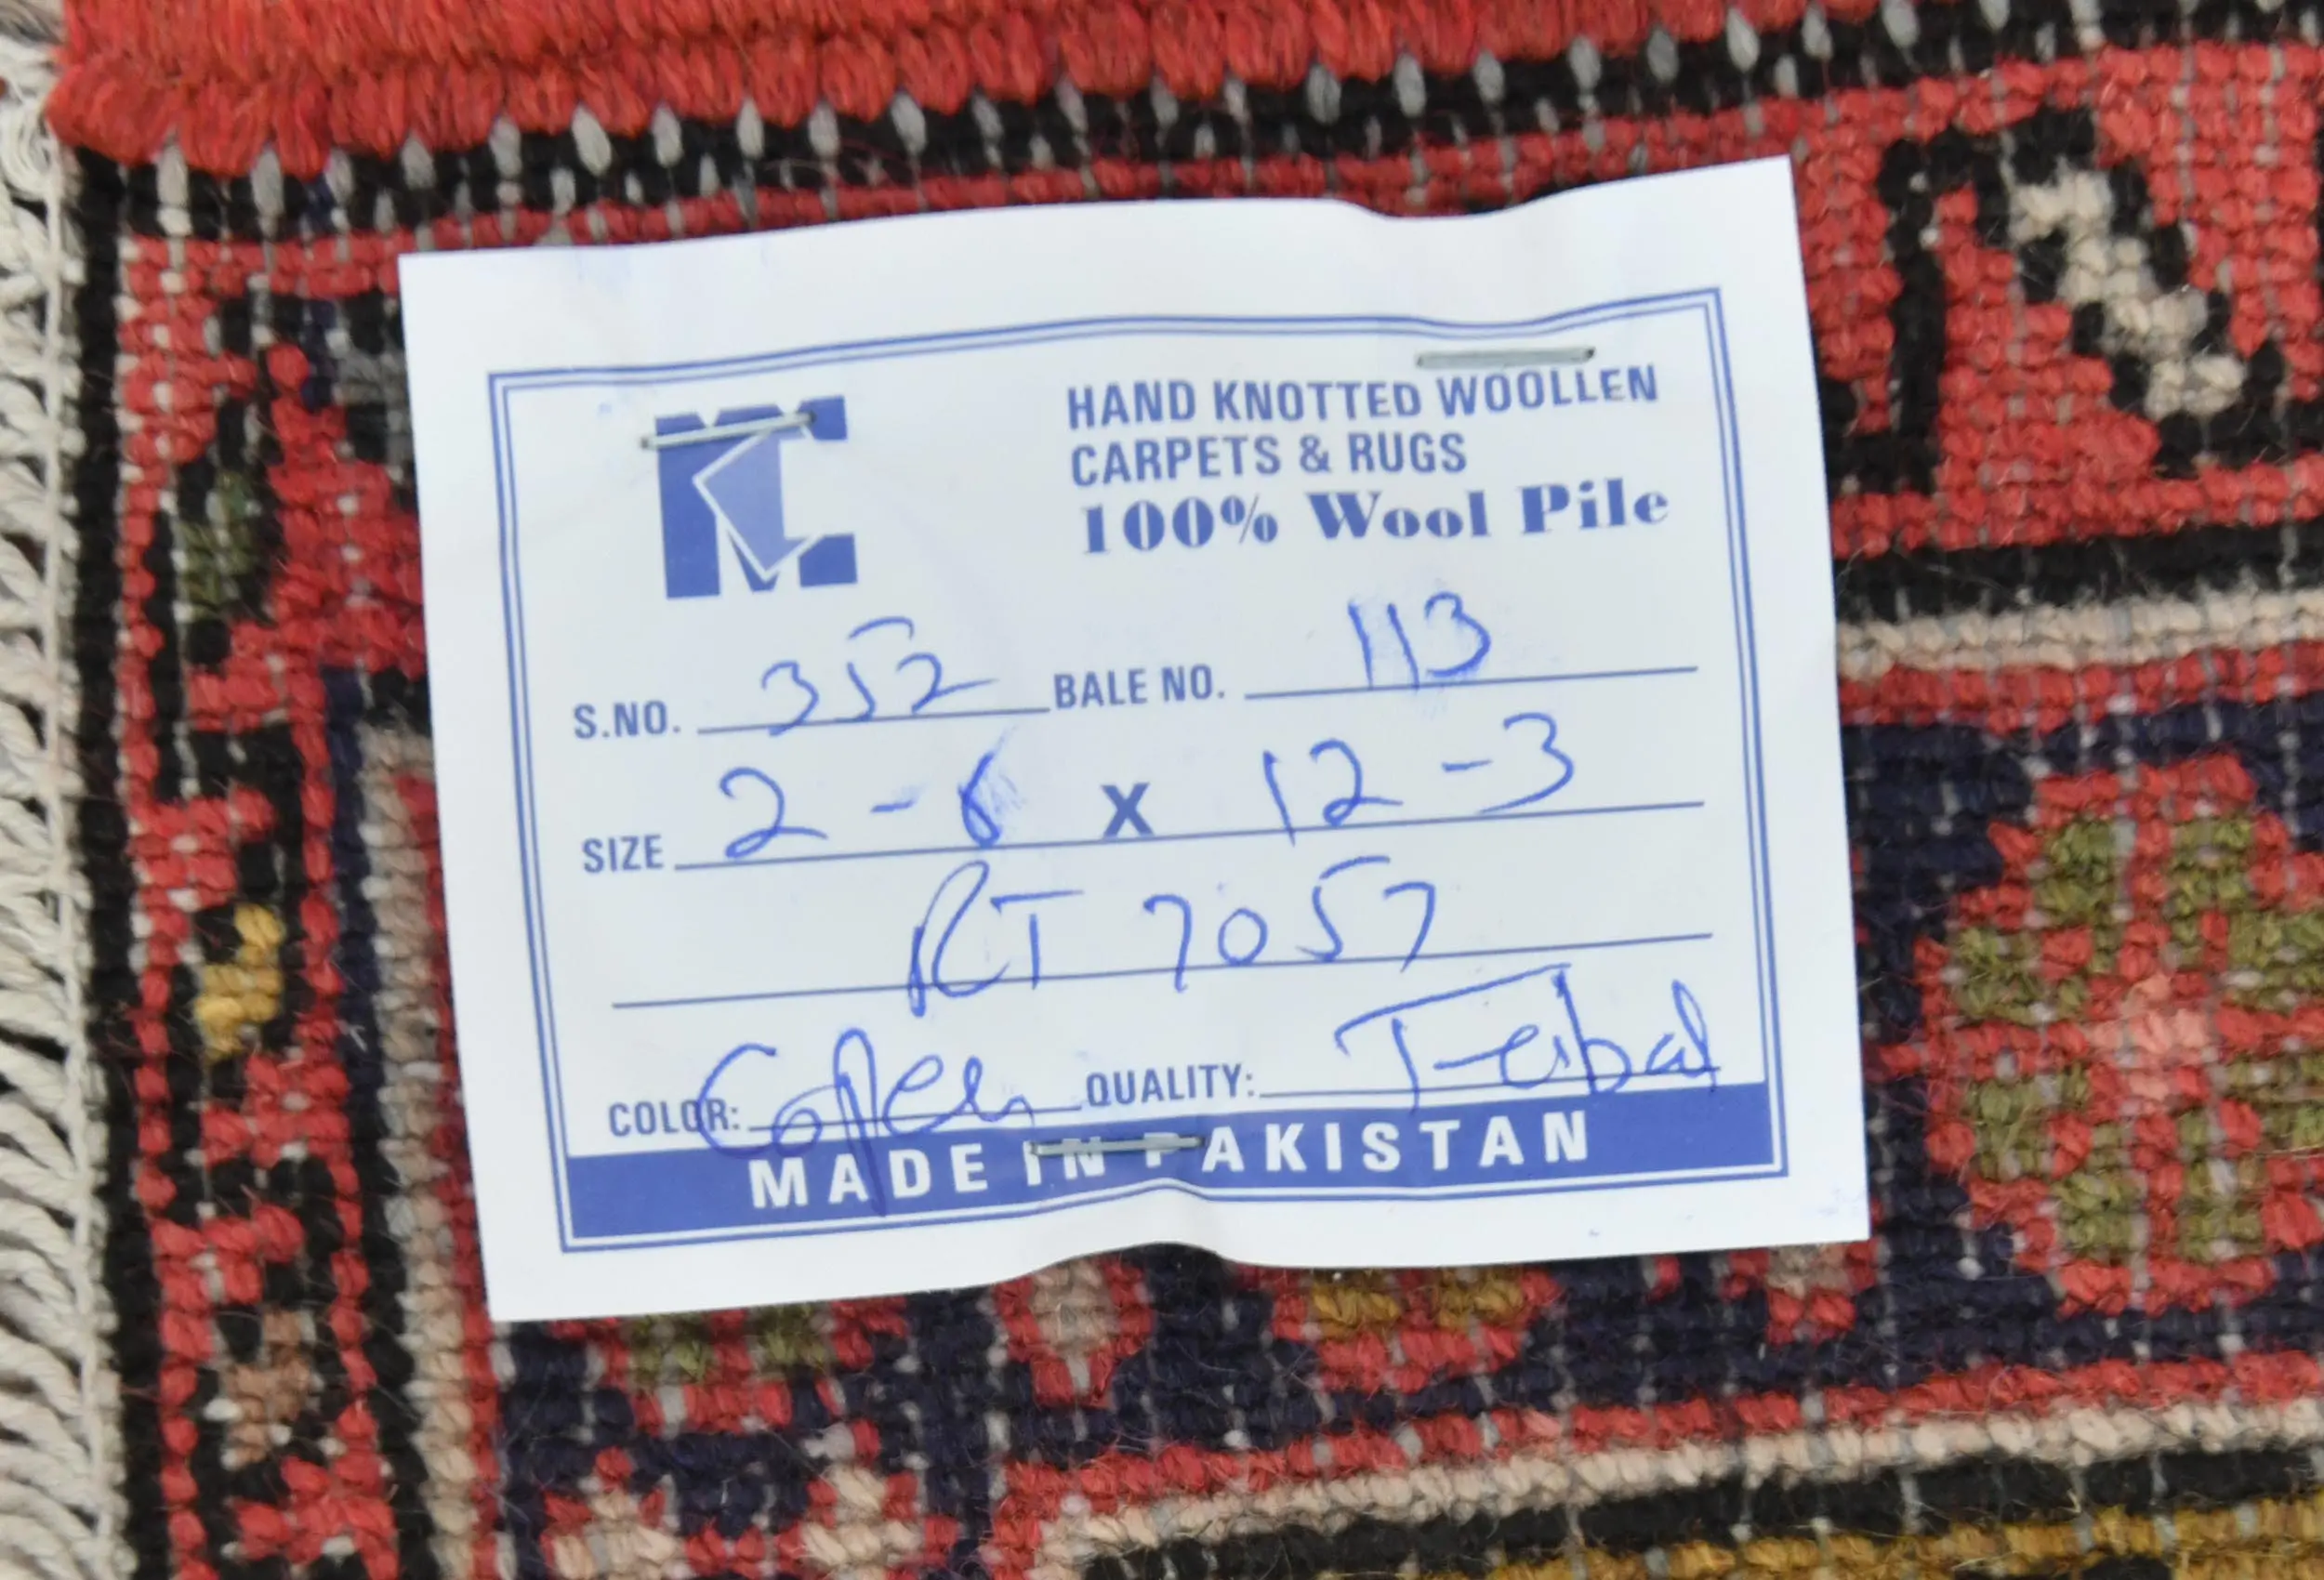 MC
HAND KNOTTED WOOLLEN
CARPETS & RUGS
100% Wool Pile
S.NO. 352 BALE NO. 113
SIZE 2-6 X 12-3
RT 7057
COLOR: QUALITY:
MADE IN PAKISTAN